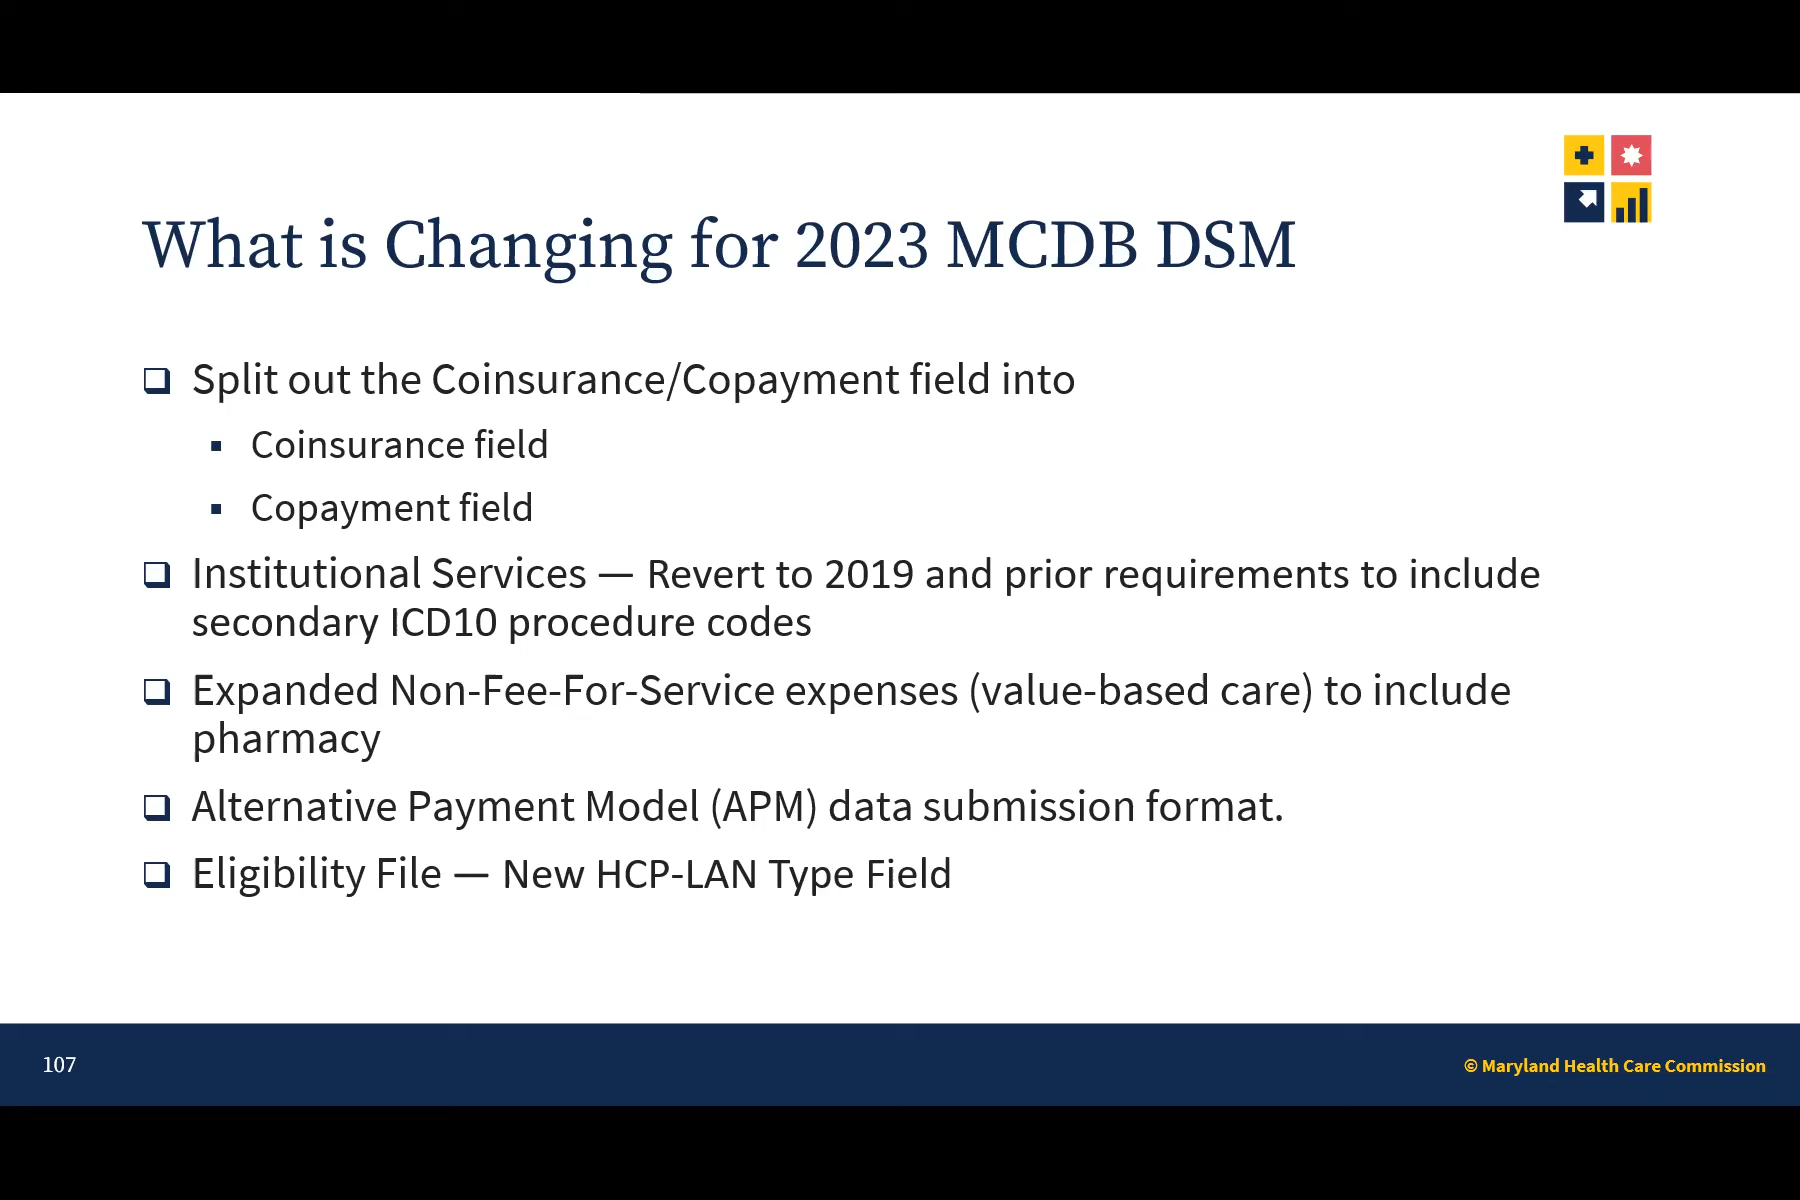 What is Changing for 2023 MCDB DSM
Split out the Coinsurance/Copayment field into
Coinsurance field
Copayment field
Institutional Services — Revert to 2019 and prior requirements to include
secondary ICD10 procedure codes
Expanded Non-Fee-For-Service expenses (value-based care) to include
pharmacy
Alternative Payment Model (APM) data submission format.
Eligibility File — New HCP-LAN Type Field
107
© Maryland Health Care Commission